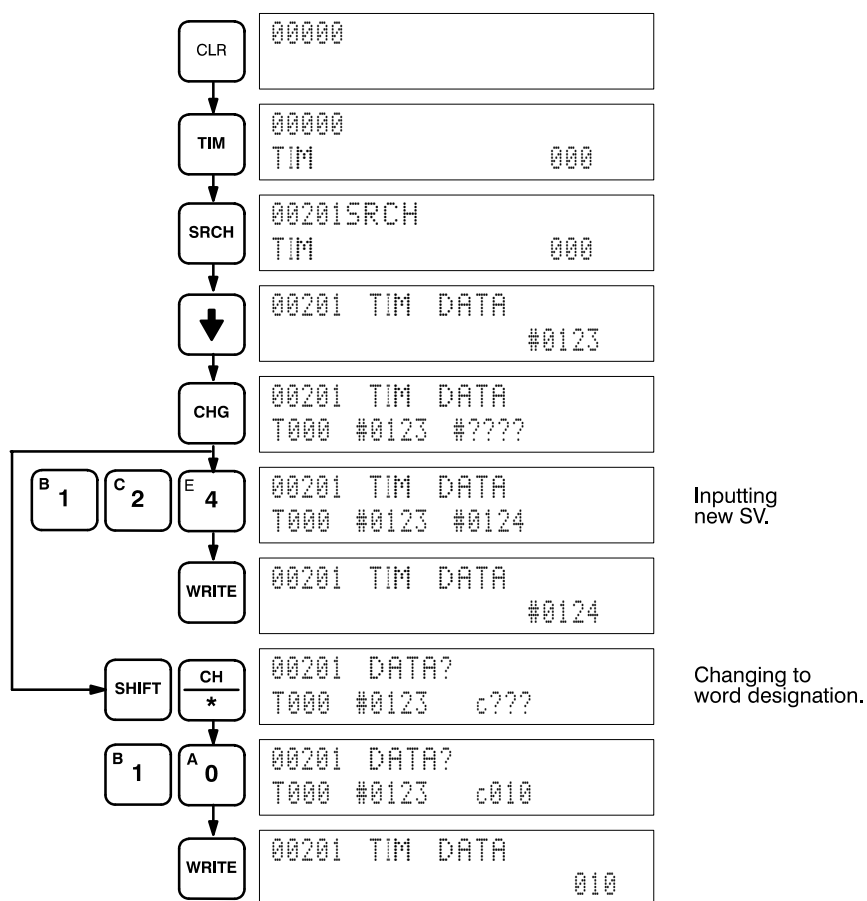 CLR
00000
TIM
00000
TIM 000
SRCH
00201SRCH
TIM 000
00201 TIM DATA
#0123
CHG
00201 TIM DATA
T000 #0123 #????
B 1
C 2
E 4
00201 TIM DATA
T000 #0123 #0124
Inputting
new SV.
WRITE
00201 TIM DATA
#0124
SHIFT
CH
*
00201 DATA?
T000 #0123 c???
Changing to
word designation.
B 1
A 0
00201 DATA?
T000 #0123 c010
WRITE
00201 TIM DATA
010